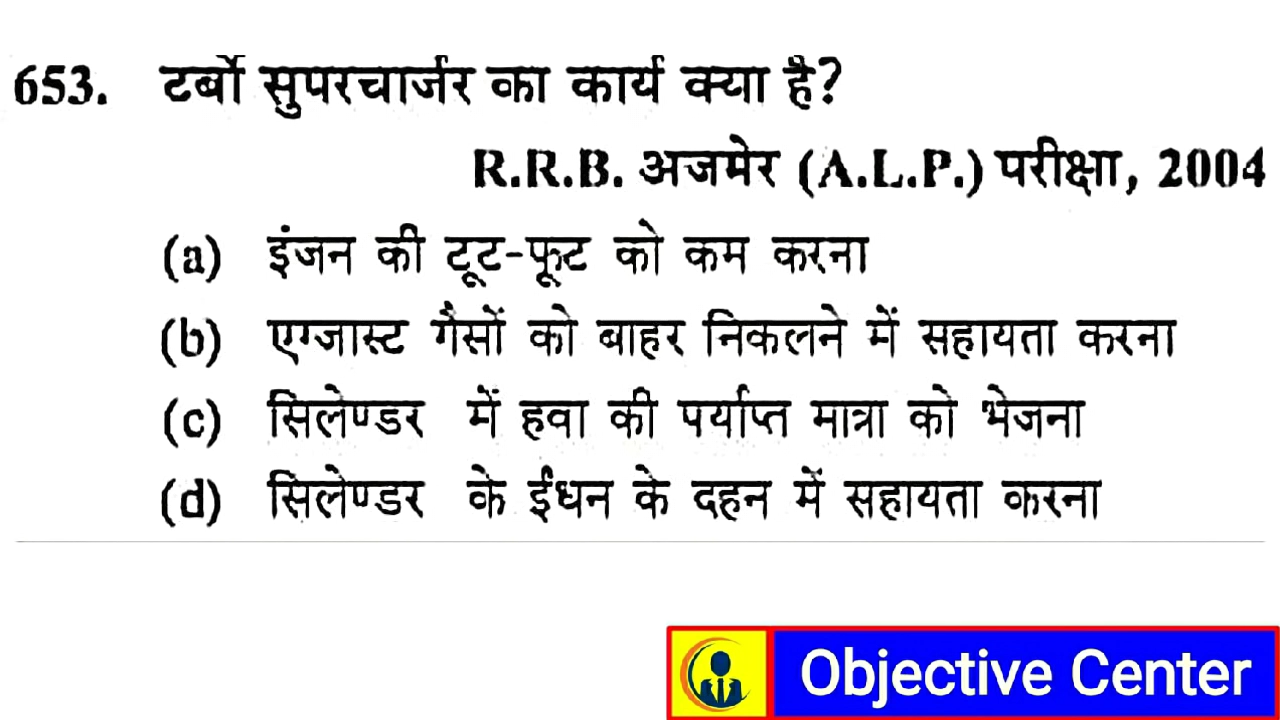 653. टर्बो सुपरचार्जर का कार्य क्या है?
R.R.B. अजमेर (A.L.P.) परीक्षा, 2004
(a) इंजन की टूट-फूट को कम करना
(b) एग्जास्ट गैसों को बाहर निकलने में सहायता करना
(c) सिलेण्डर में हवा की पर्याप्त मात्रा को भेजना
(d) सिलेण्डर के ईंधन के दहन में सहायता करना
Objective Center